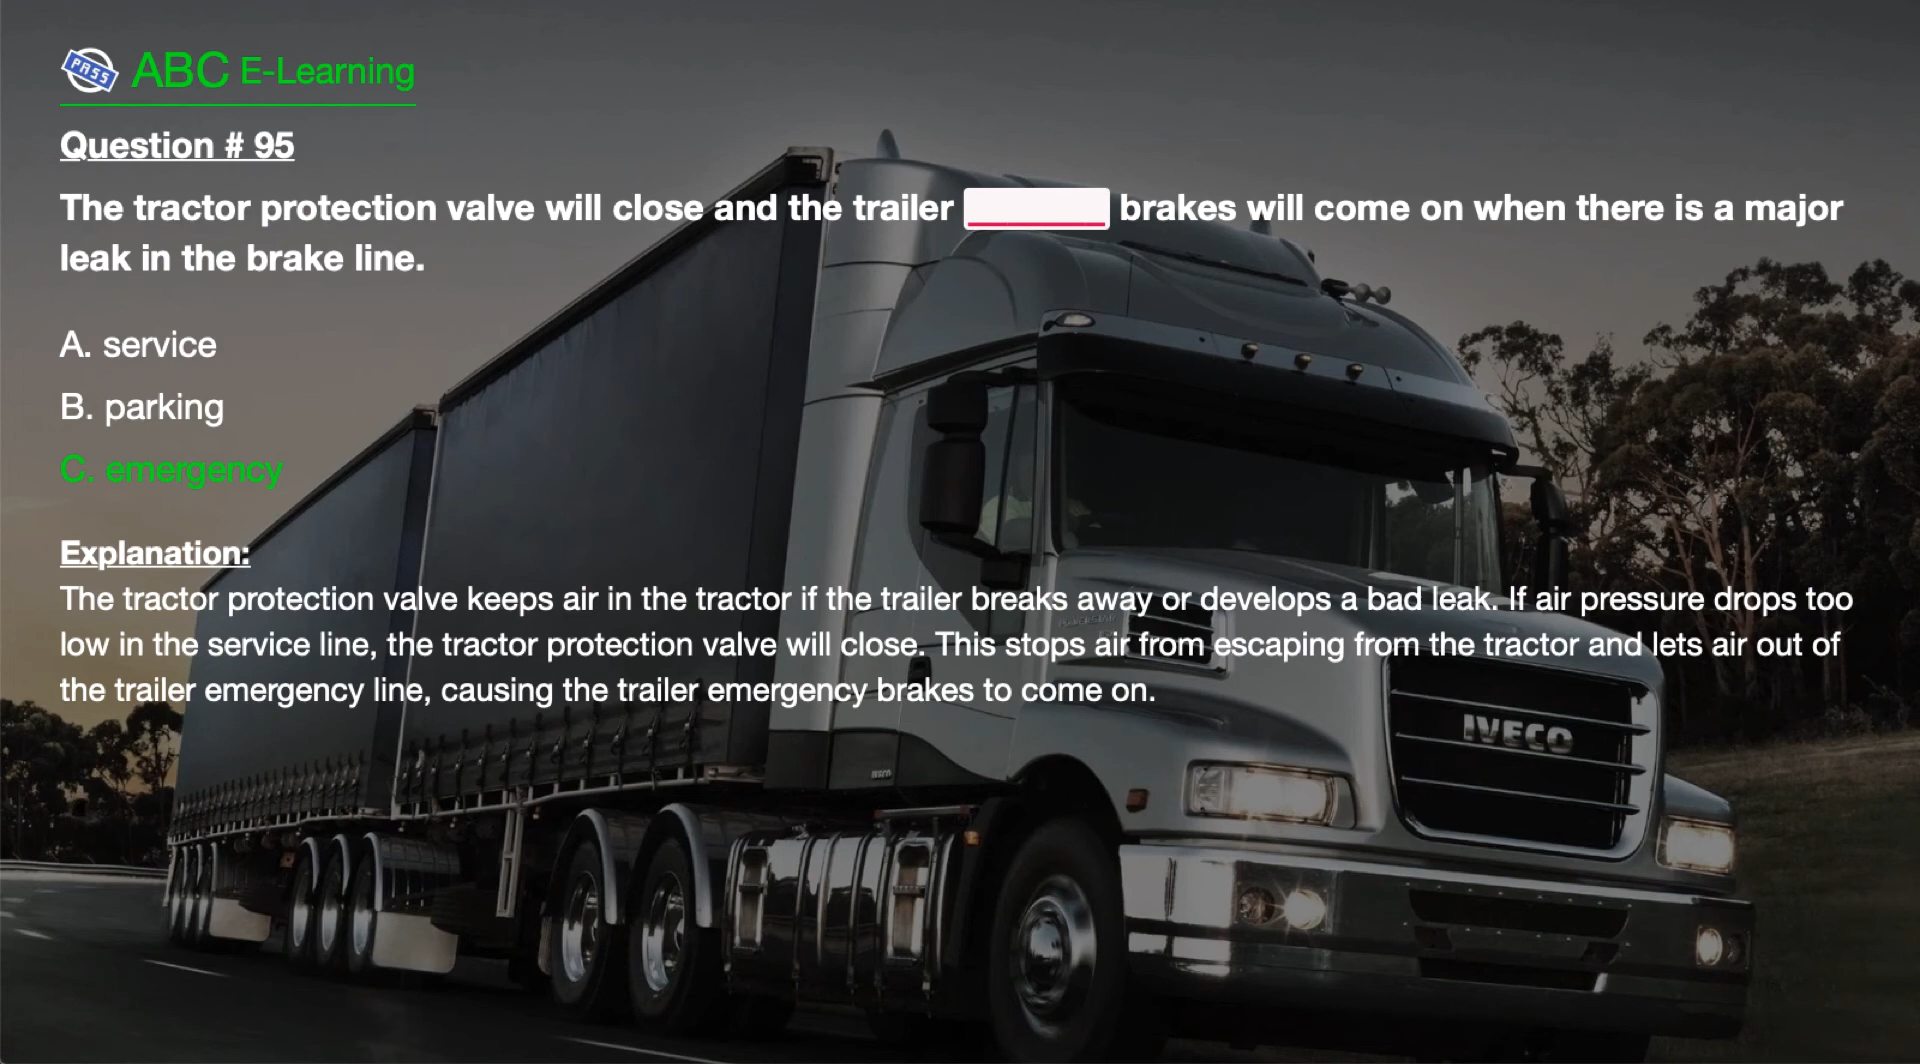 PASS ABC E-Learning
Question # 95
The tractor protection valve will close and the trailer ________ brakes will come on when there is a major
leak in the brake line.
A. service
B. parking
C. emergency
Explanation:
The tractor protection valve keeps air in the tractor if the trailer breaks away or develops a bad leak. If air pressure drops too
low in the service line, the tractor protection valve will close. This stops air from escaping from the tractor and lets air out of
the trailer emergency line, causing the trailer emergency brakes to come on.
IVECO